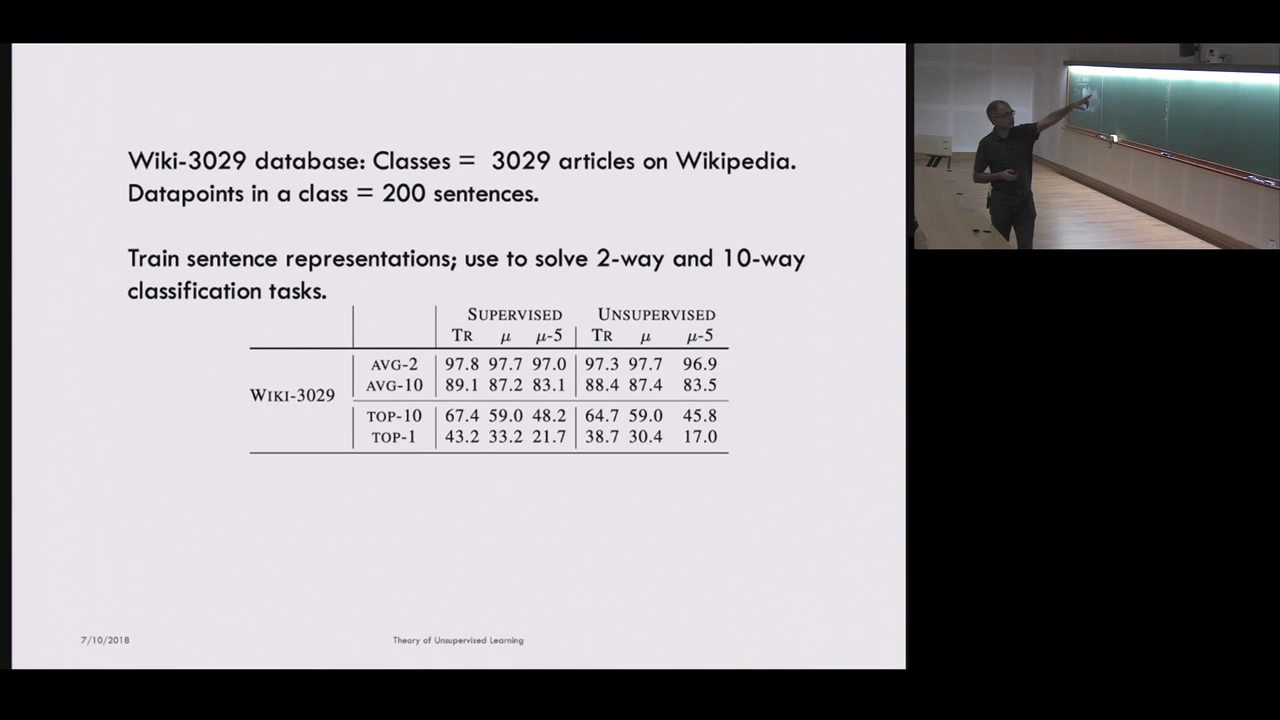 Wiki-3029 database: Classes = 3029 articles on Wikipedia.
Datapoints in a class = 200 sentences.
Train sentence representations; use to solve 2-way and 10-way
classification tasks.
SUPERVISED UNSUPERVISED
TR μ μ-5 TR μ μ-5
WIKI-3029
AVG-2 97.8 97.7 97.0 97.3 97.7 96.9
AVG-10 89.1 87.2 83.1 88.4 87.4 83.5
TOP-10 67.4 59.0 48.2 64.7 59.0 45.8
TOP-1 43.2 33.2 21.7 38.7 30.4 17.0
7/10/2018 Theory of Unsupervised Learning